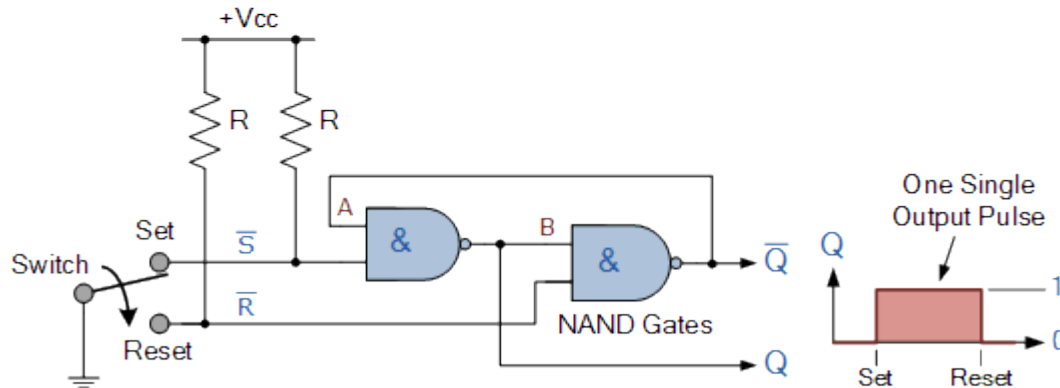 +Vcc
R
R
One Single
Output Pulse
A
Set
S̅
&
B
&
Q̅
Q
1
Switch
R̅
Reset
NAND Gates
0
Q
Set
Reset